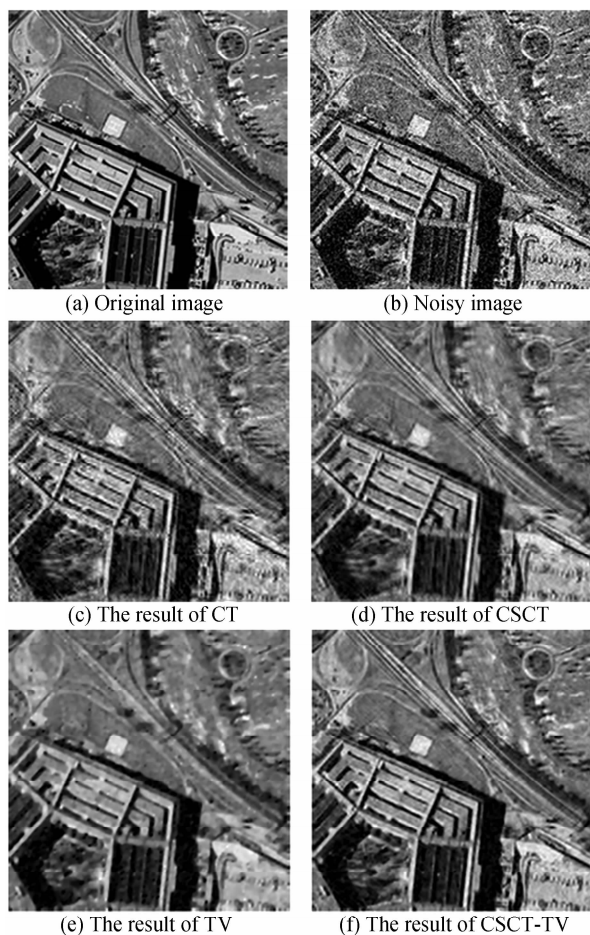 (a) Original image
(b) Noisy image
(c) The result of CT
(d) The result of CSCT
(e) The result of TV
(f) The result of CSCT-TV